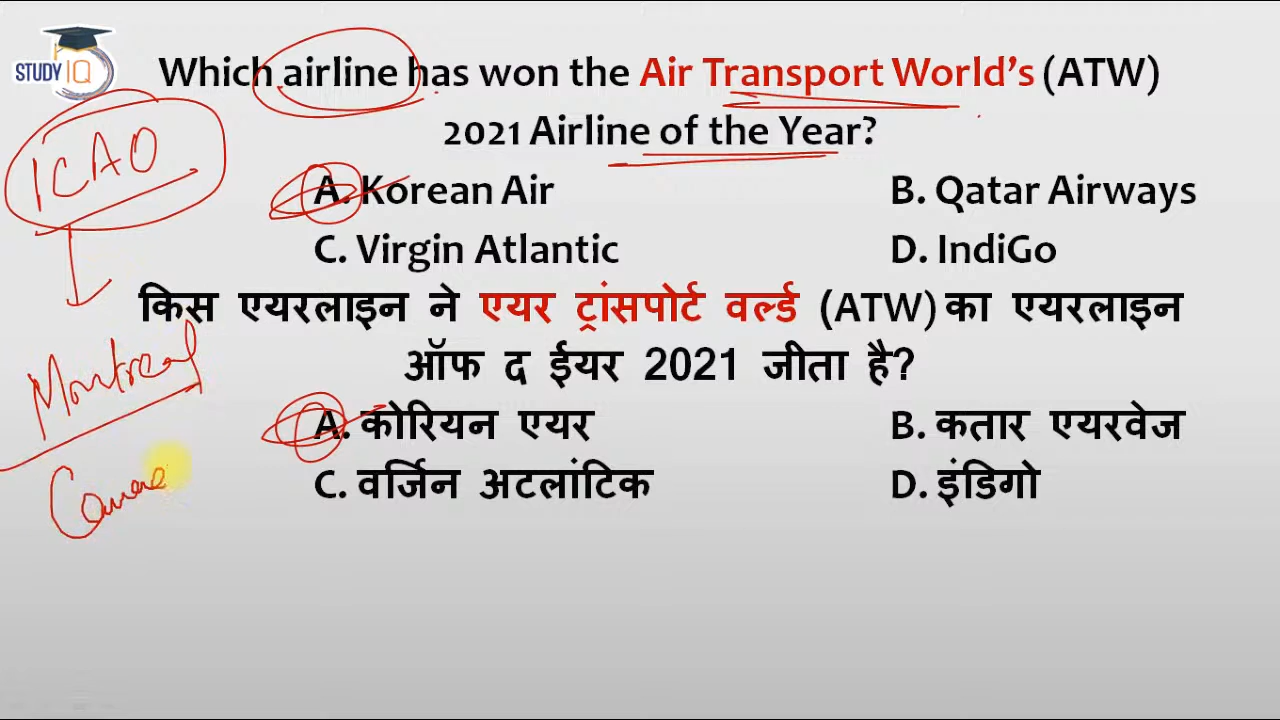 STUDY IQ
Which airline has won the Air Transport World's (ATW)
2021 Airline of the Year?
A. Korean Air
B. Qatar Airways
C. Virgin Atlantic
D. IndiGo
किस एयरलाइन ने एयर ट्रांसपोर्ट वर्ल्ड (ATW) का एयरलाइन
ऑफ द ईयर 2021 जीता है?
A. कोरियन एयर
B. कतार एयरवेज
C. वर्जिन अटलांटिक
D. इंडिगो
ICAO
Montreal